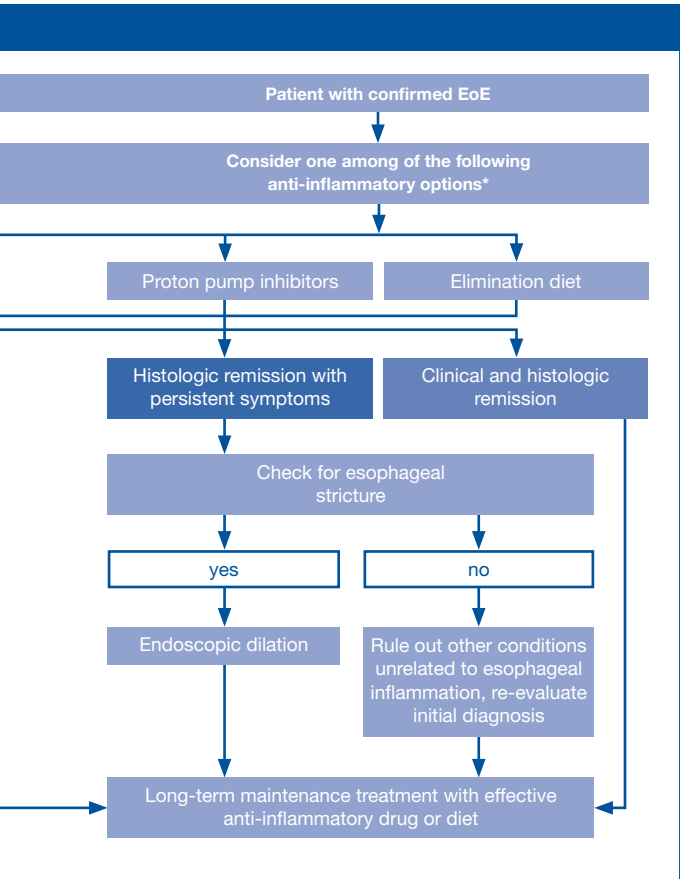 Patient with confirmed EoE
Consider one among of the following
anti-inflammatory options*
Proton pump inhibitors
Elimination diet
Histologic remission with
persistent symptoms
Clinical and histologic
remission
Check for esophageal
stricture
yes
no
Endoscopic dilation
Rule out other conditions
unrelated to esophageal
inflammation, re-evaluate
initial diagnosis
Long-term maintenance treatment with effective
anti-inflammatory drug or diet